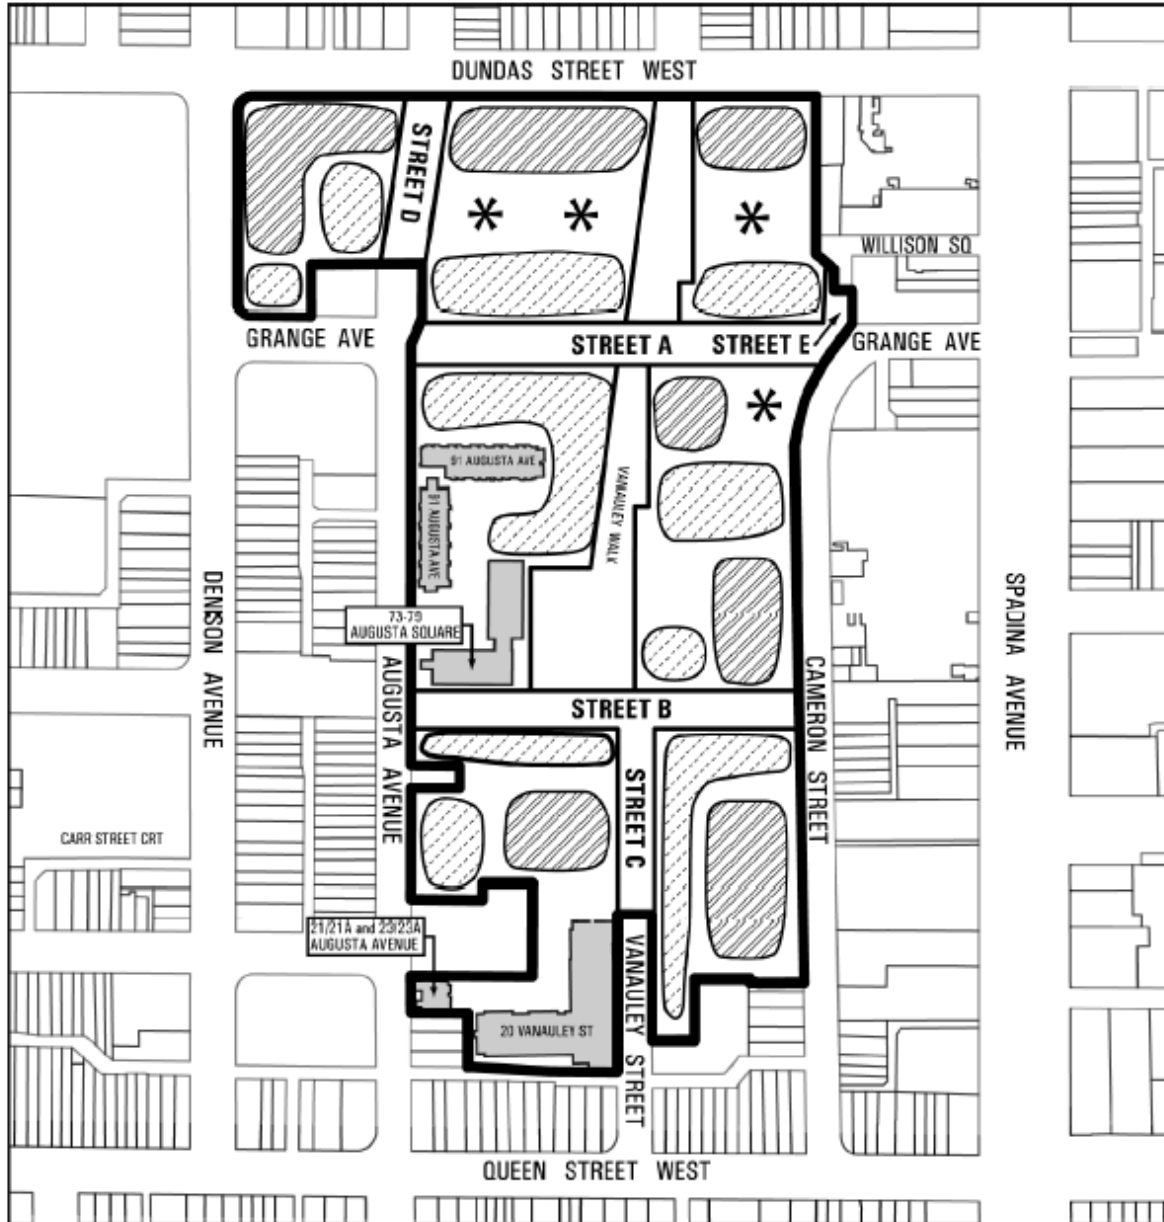 DUNDAS STREET WEST
STREET D
WILLISON SQ
GRANGE AVE
STREET A
STREET E
GRANGE AVE
91 AUGUSTA AVE
91 AUGUSTA AVE
VANAULEY WALK
DENISON AVENUE
73-79
AUGUSTA SQUARE
AUGUSTA AVENUE
CAMERON STREET
SPADINA AVENUE
STREET B
STREET C
CARR STREET CRT
21/21A and 23/23A
AUGUSTA AVENUE
VANAULEY STREET
20 VANAULEY ST
QUEEN STREET WEST